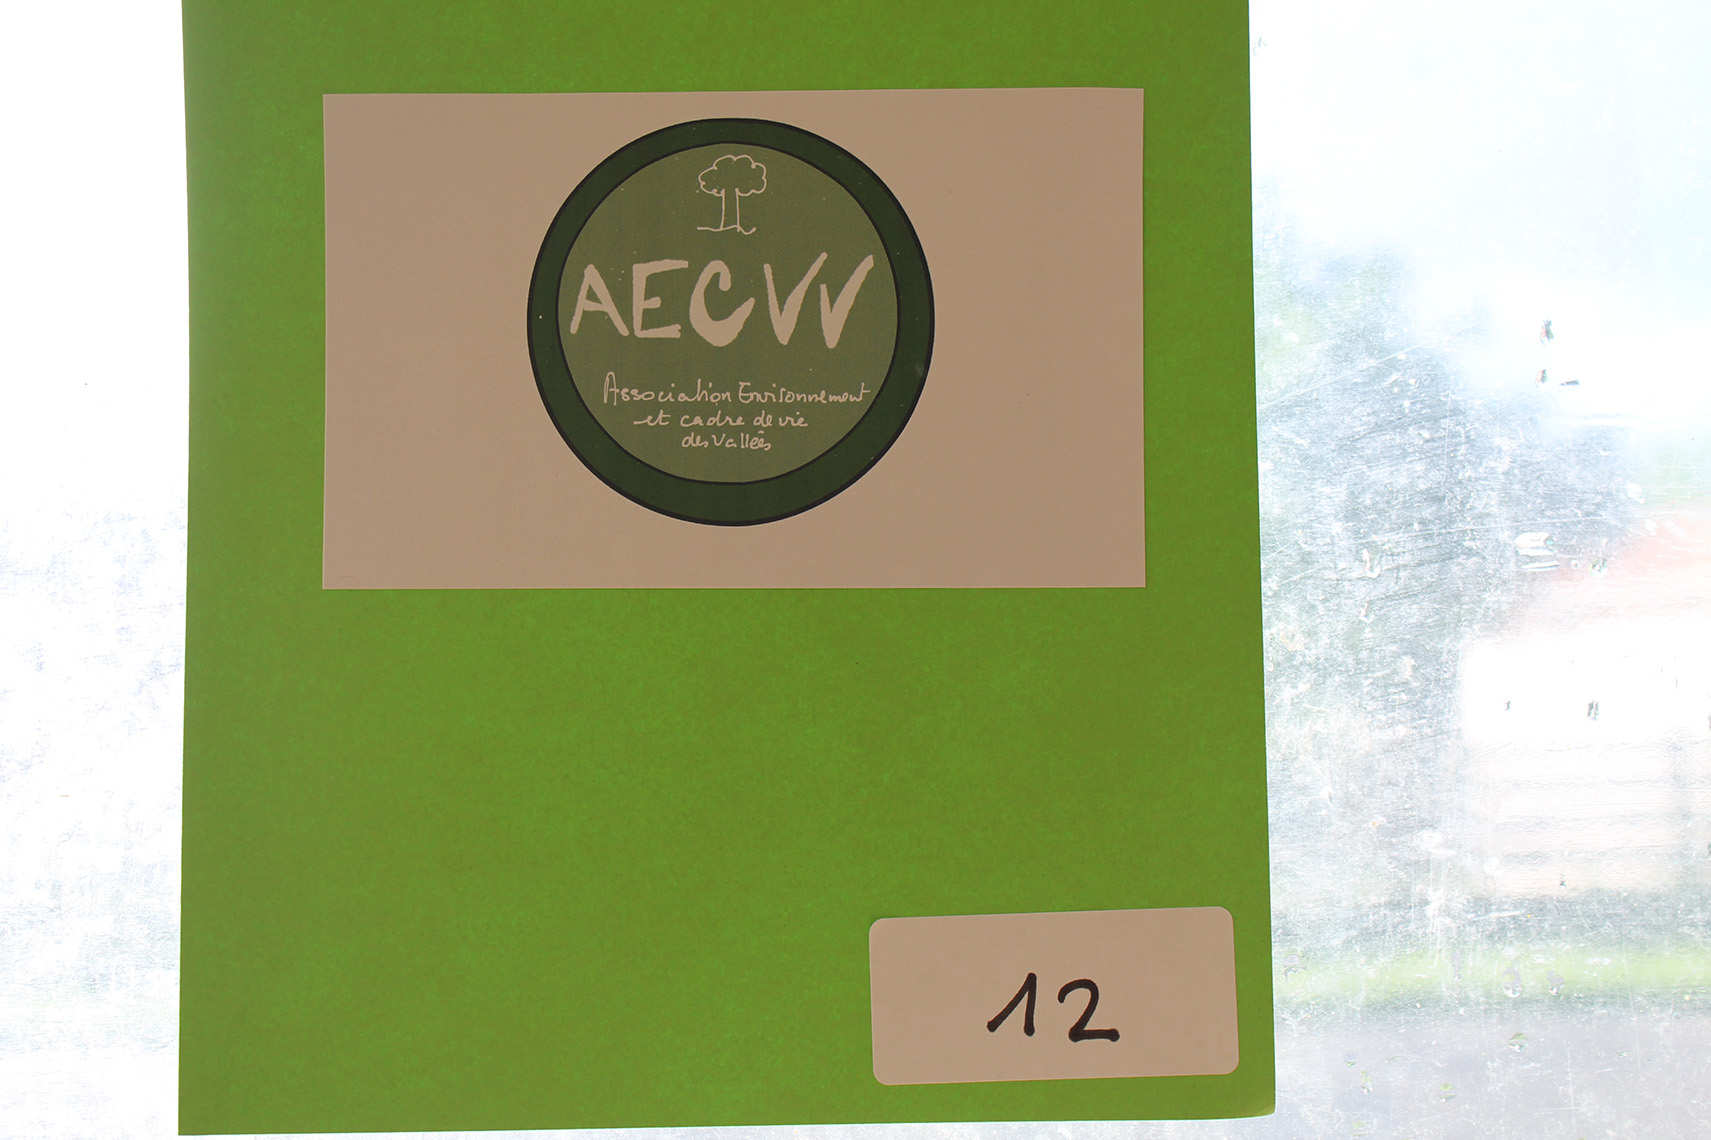 AECVV
Association Environnement
et cadre de vie
des Vallées
12